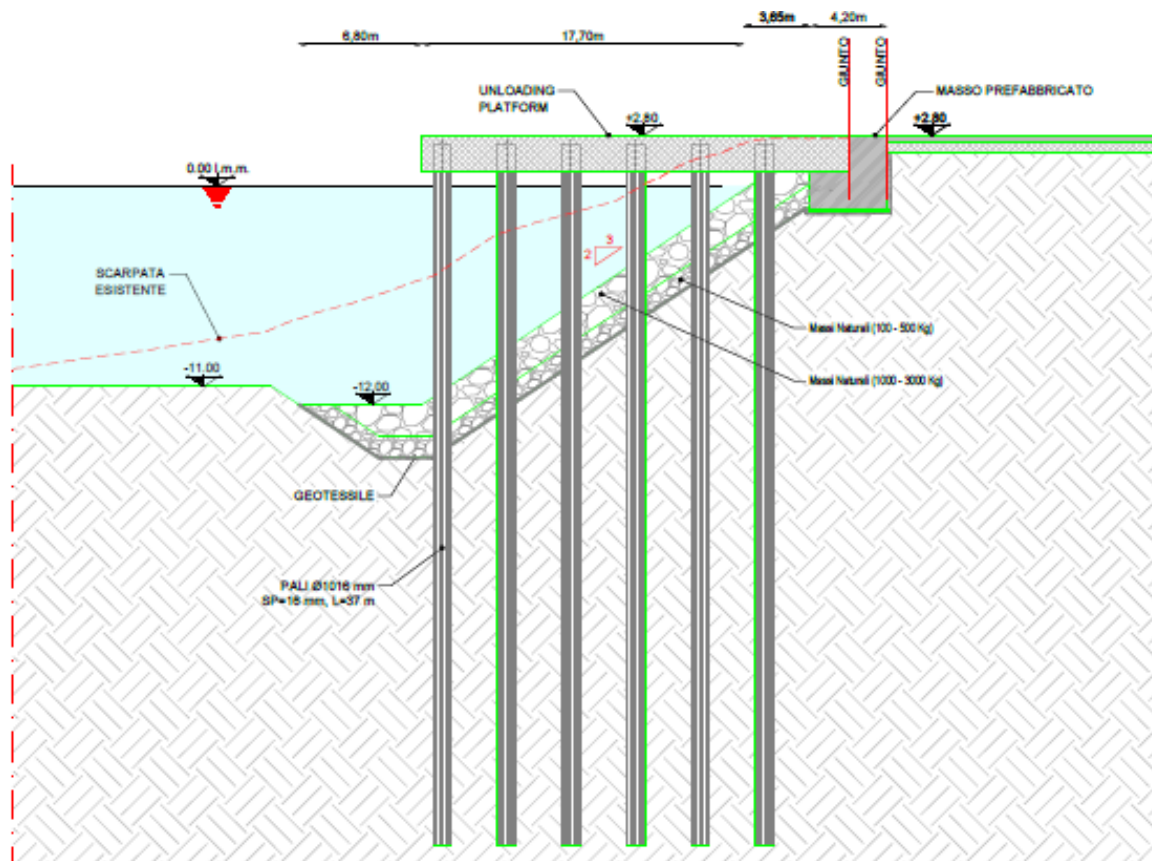 6,80m
17,70m
3,65m
4,20m
GIUNTO
GIUNTO
UNLOADING
PLATFORM
MASSO PREFABBRICATO
+2.80
+2.80
0.00 l.m.m.
3
2
SCARPATA
ESISTENTE
Massi Naturali (100 - 500 Kg)
-11.00
-12,00
Massi Naturali (1000 - 3000 Kg)
GEOTESSILE
PALI Ø1016 mm
SP=16 mm, L=37 m